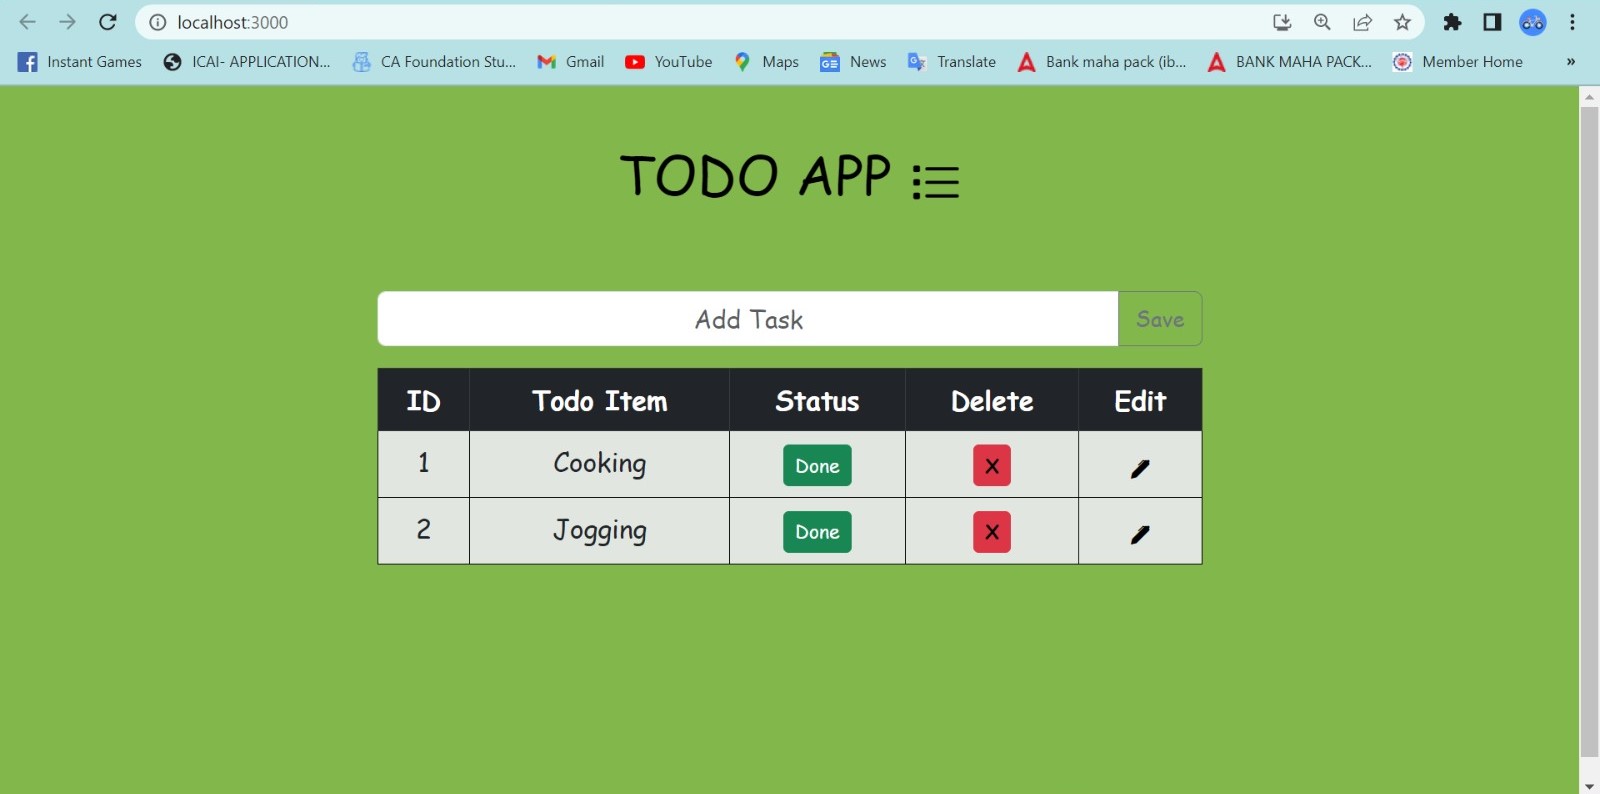 localhost:3000
Instant Games ICAI- APPLICATION... CA Foundation Stu... Gmail YouTube Maps News Translate Bank maha pack (ib... BANK MAHA PACK... Member Home »
TODO APP
Add Task Save
ID Todo Item Status Delete Edit
1 Cooking Done X
2 Jogging Done X